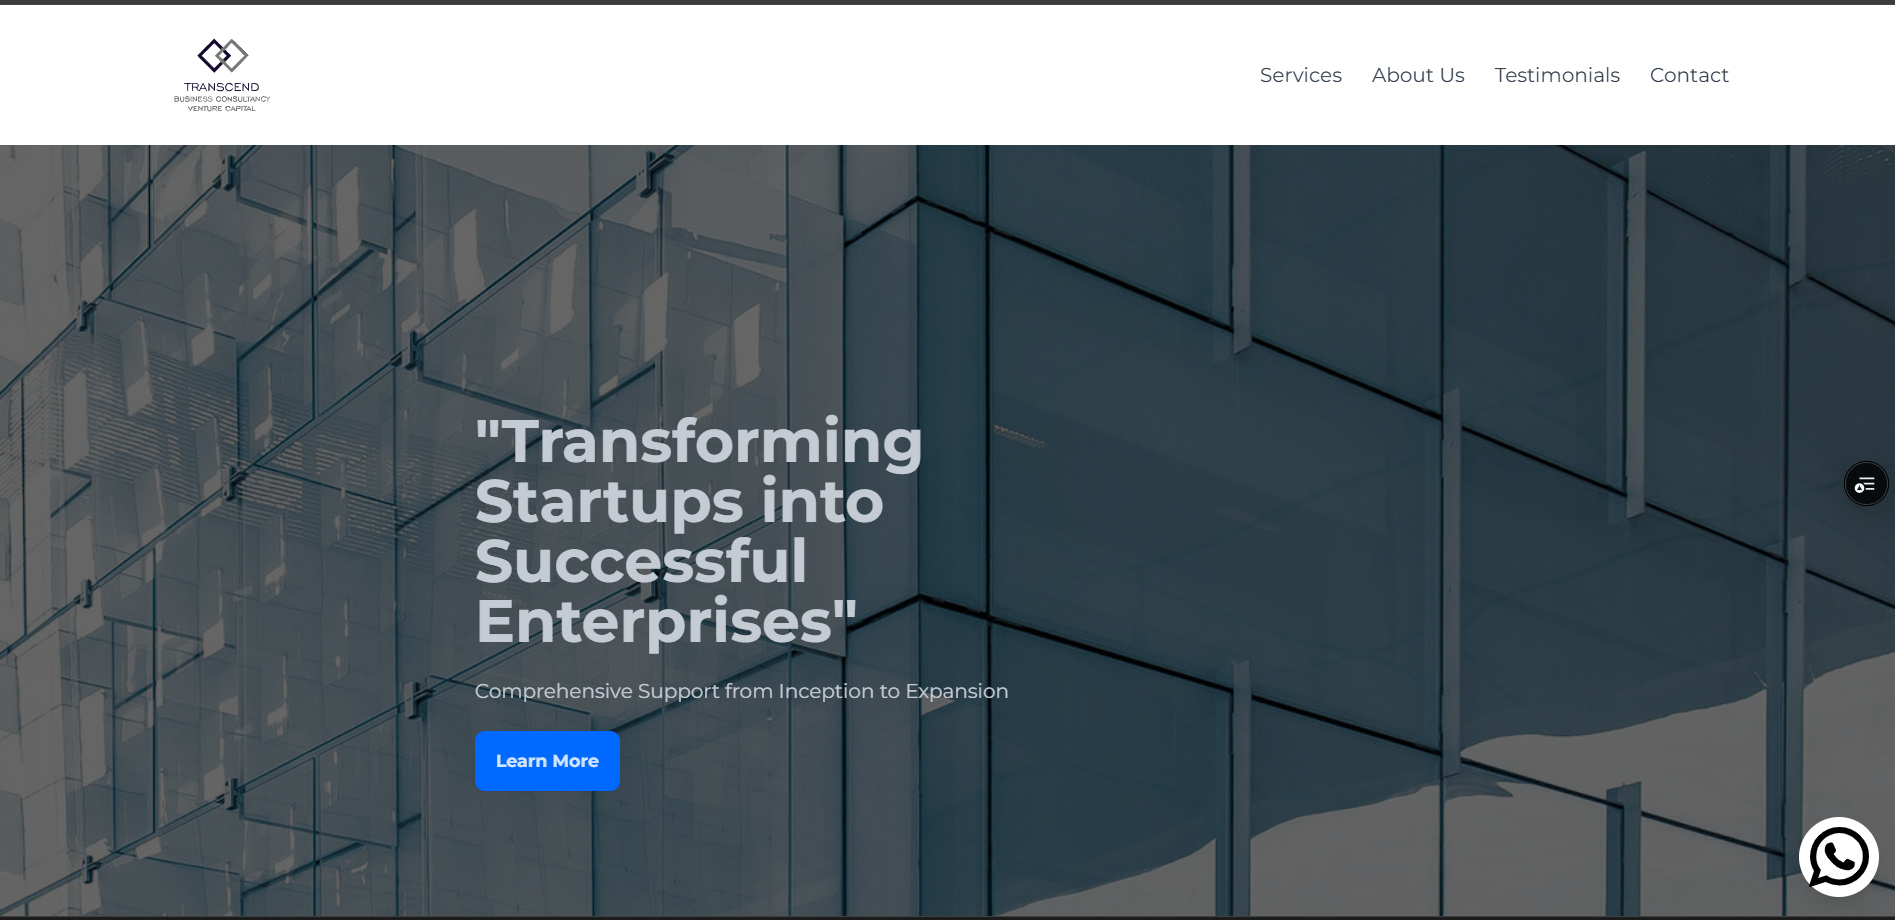 TRANSCEND
BUSINESS CONSULTANCY
VENTURE CAPITAL
Services About Us Testimonials Contact
"Transforming
Startups into
Successful
Enterprises"
Comprehensive Support from Inception to Expansion
Learn More